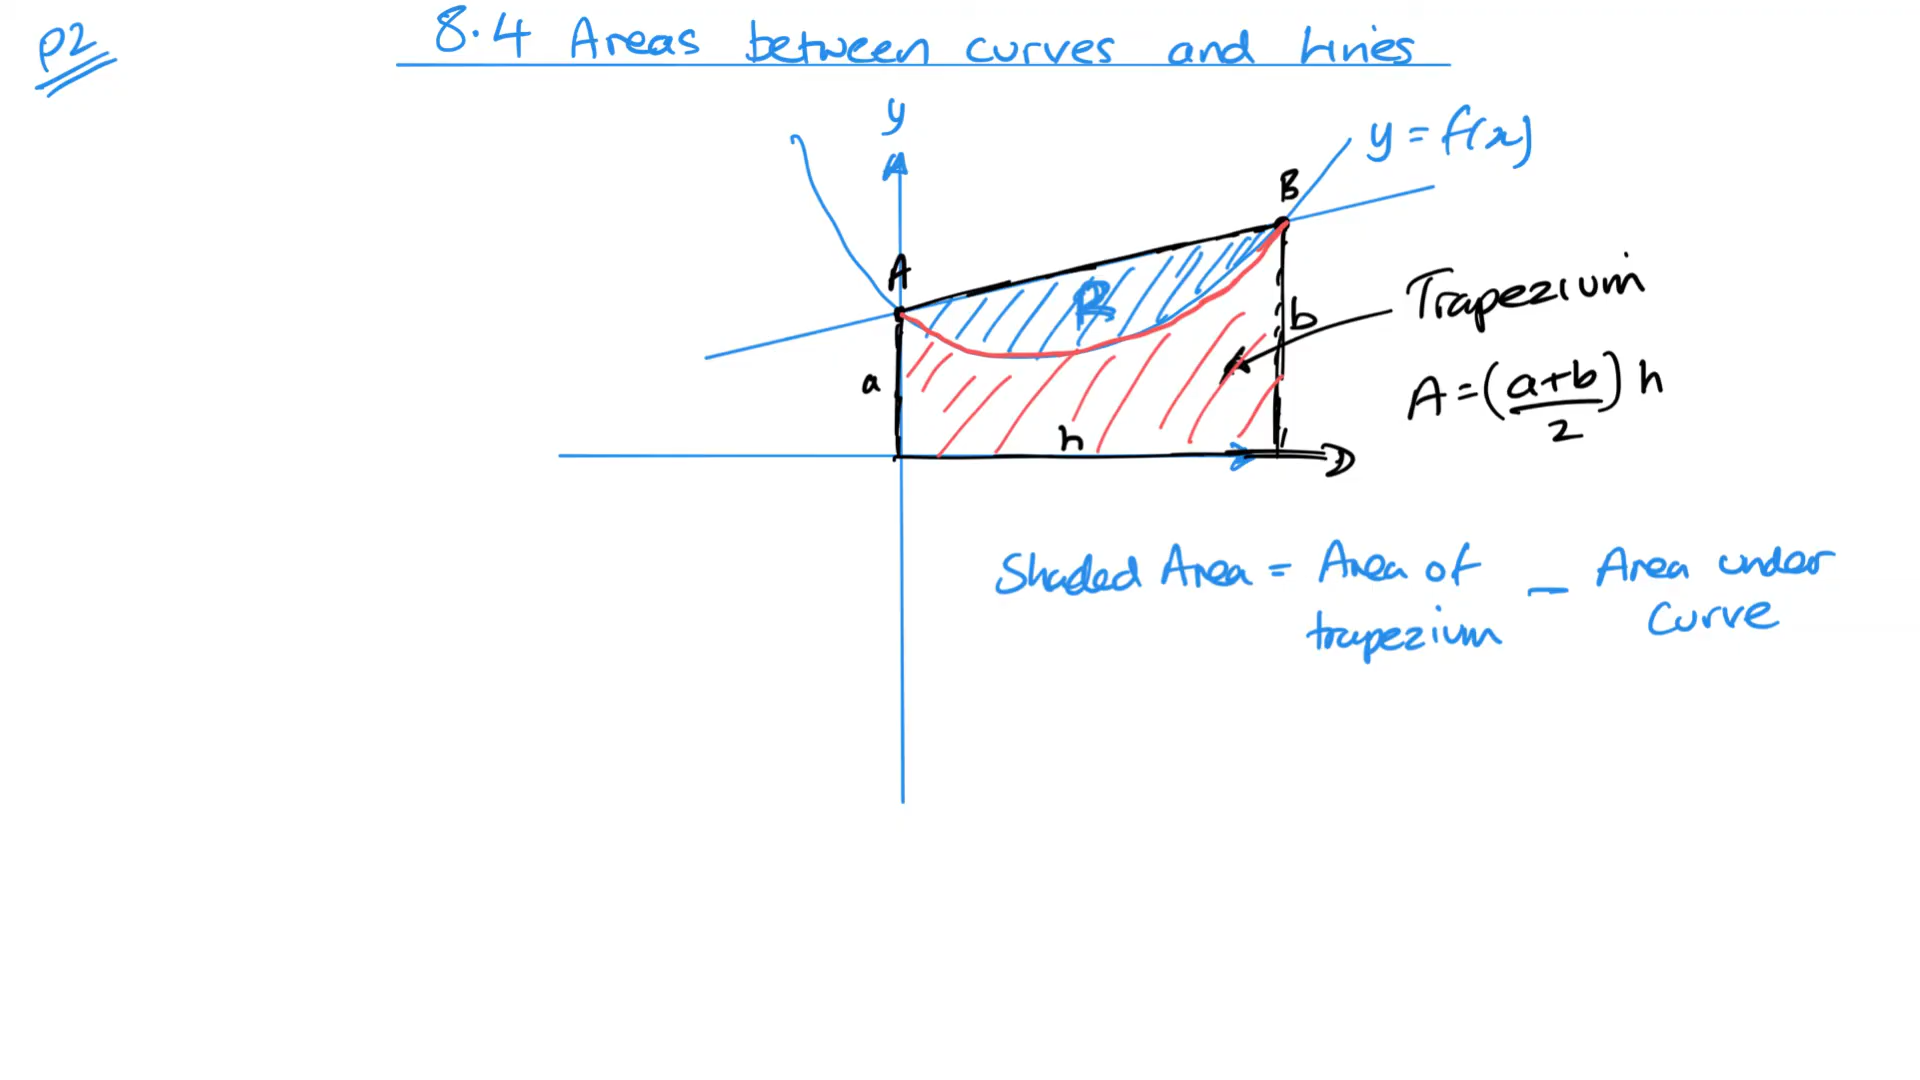 P2
8.4 Areas between curves and lines
y
y = f(x)
B
A
R
Trapezium
b
a
A = (a+b/2) h
h
Shaded Area = Area of trapezium − Area under curve